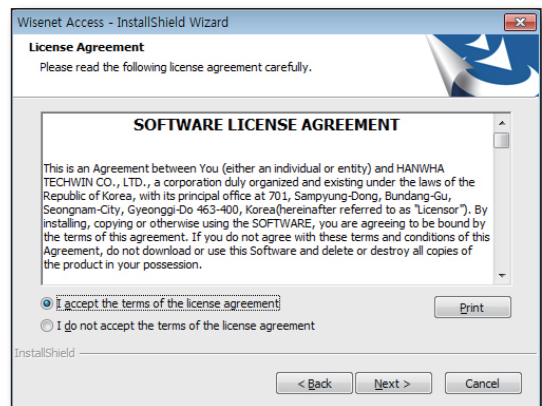 Wisenet Access - InstallShield Wizard
License Agreement
Please read the following license agreement carefully.
SOFTWARE LICENSE AGREEMENT
This is an Agreement between You (either an individual or entity) and HANWHA
TECHWIN CO., LTD., a corporation duly organized and existing under the laws of the
Republic of Korea, with its principal office at 701, Sampyung-Dong, Bundang-Gu,
Seongnam-City, Gyeonggi-Do 463-400, Korea(hereinafter referred to as "Licensor"). By
installing, copying or otherwise using the SOFTWARE, you are agreeing to be bound by
the terms of this agreement. If you do not agree with these terms and conditions of this
Agreement, do not download or use this Software and delete or destroy all copies of
the product in your possession.
I accept the terms of the license agreement
Print
I do not accept the terms of the license agreement
InstallShield
< Back Next > Cancel